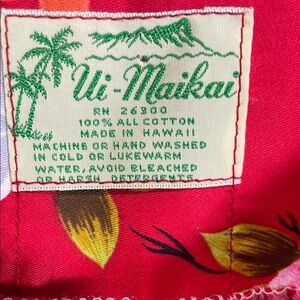 Ui-Maikai
RN 26300
100% ALL COTTON
MADE IN HAWAII
MACHINE OR HAND WASHED
IN COLD OR LUKEWARM
WATER, AVOID BLEACHED
OR HARSH DETERGENTS